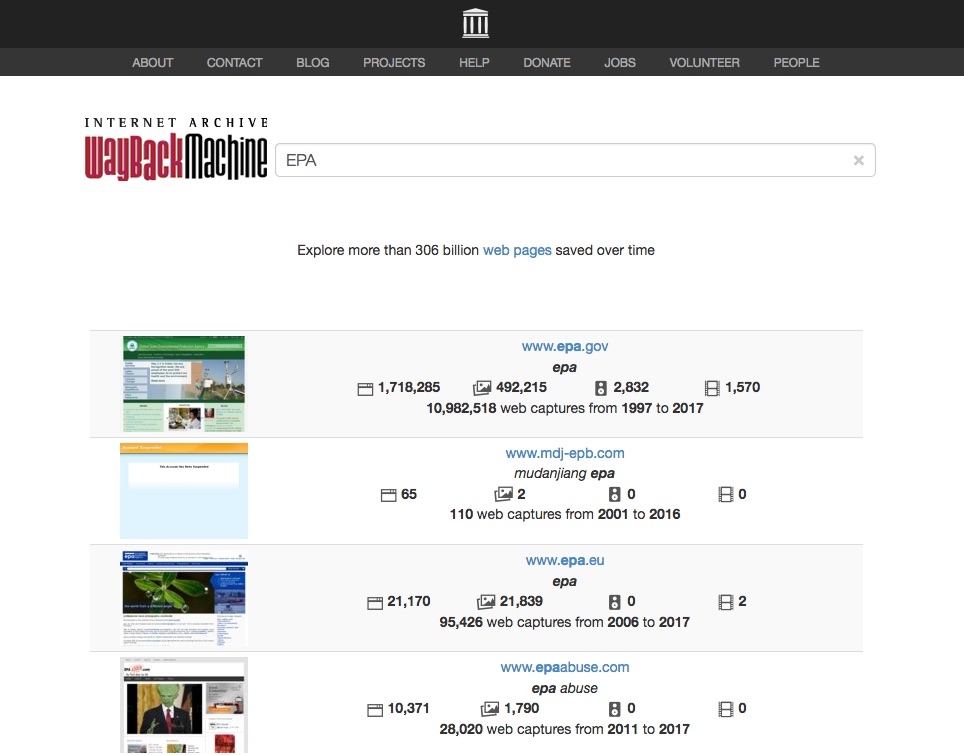 ABOUT CONTACT BLOG PROJECTS HELP DONATE JOBS VOLUNTEER PEOPLE
INTERNET ARCHIVE
WayBackMachine
EPA ×
Explore more than 306 billion web pages saved over time
www.epa.gov
epa
1,718,285 492,215 2,832 1,570
10,982,518 web captures from 1997 to 2017
www.mdj-epb.com
mudanjiang epa
65 2 0 0
110 web captures from 2001 to 2016
This Account Has Been Suspended
www.epa.eu
epa
21,170 21,839 0 2
95,426 web captures from 2006 to 2017
www.epaabuse.com
epa abuse
10,371 1,790 0 0
28,020 web captures from 2011 to 2017